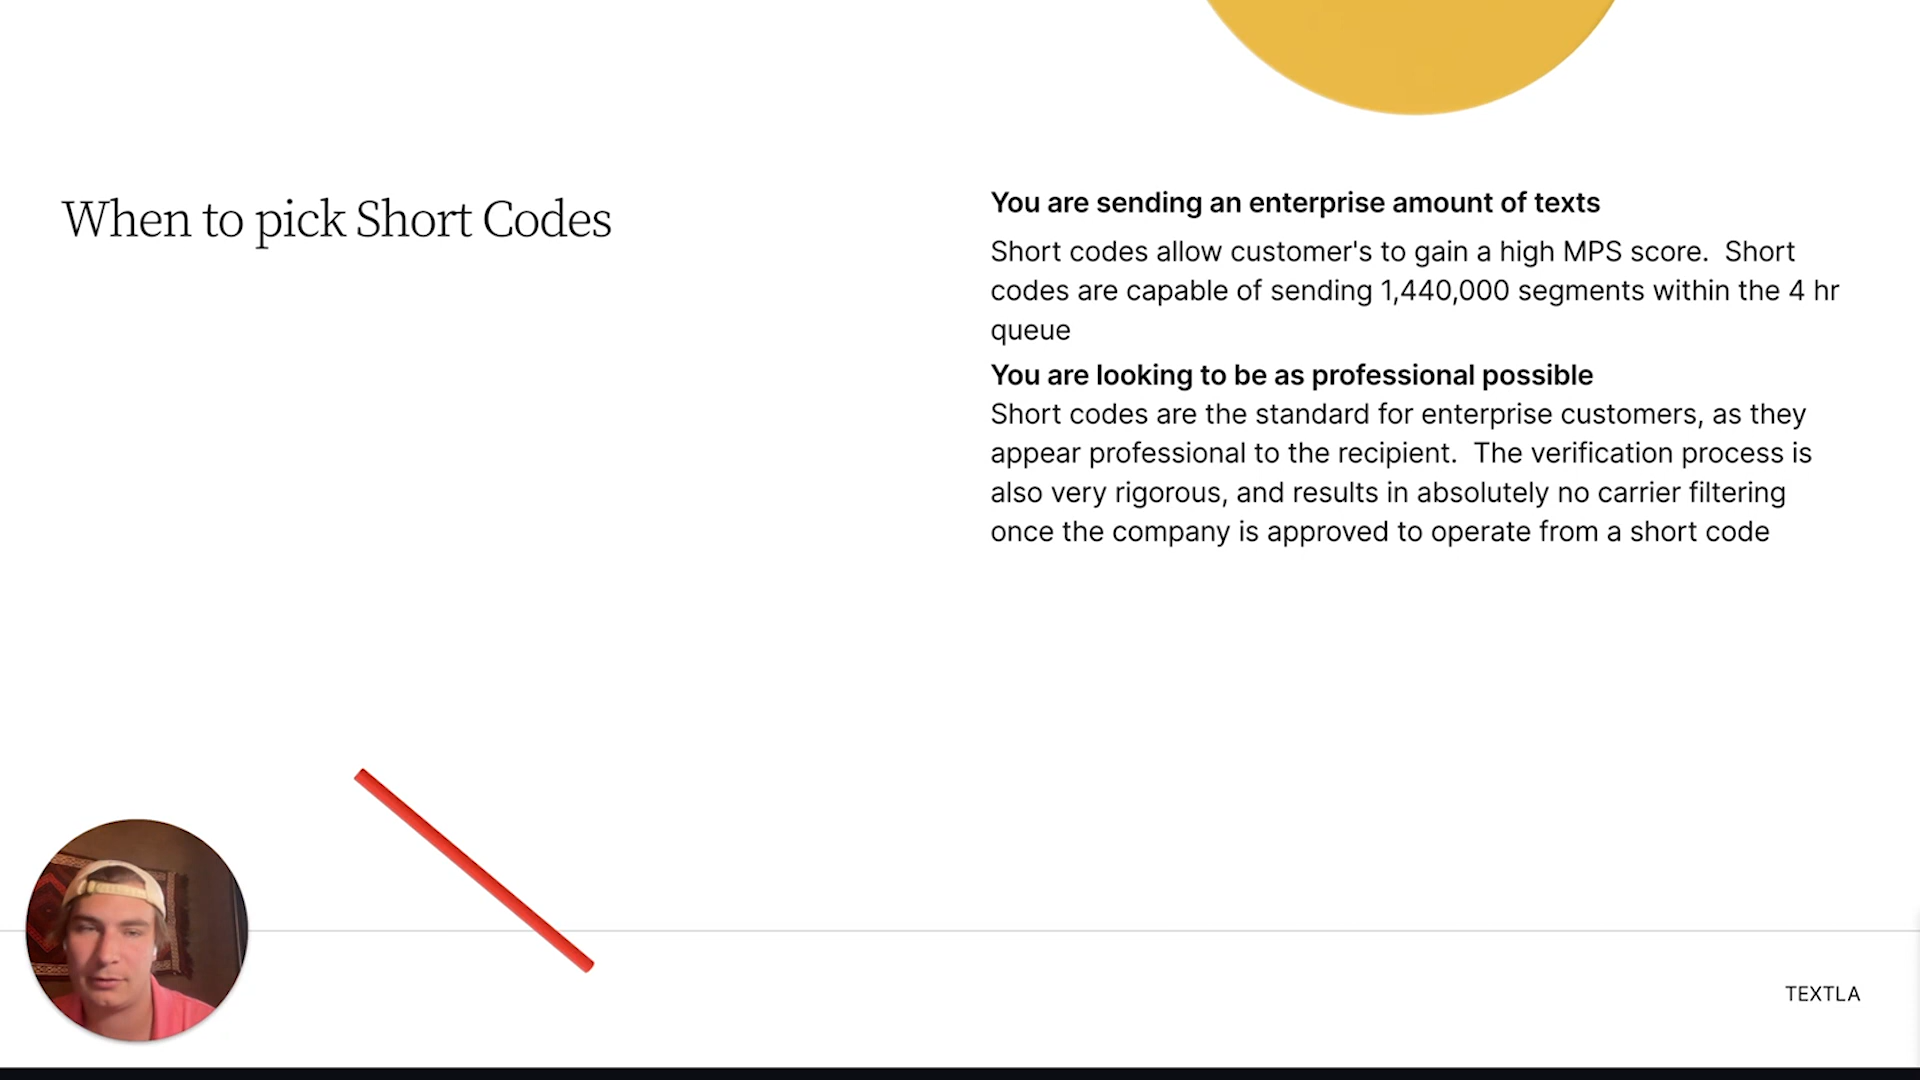 When to pick Short Codes
You are sending an enterprise amount of texts
Short codes allow customer's to gain a high MPS score.  Short
codes are capable of sending 1,440,000 segments within the 4 hr
queue
You are looking to be as professional possible
Short codes are the standard for enterprise customers, as they
appear professional to the recipient.  The verification process is
also very rigorous, and results in absolutely no carrier filtering
once the company is approved to operate from a short code
TEXTLA